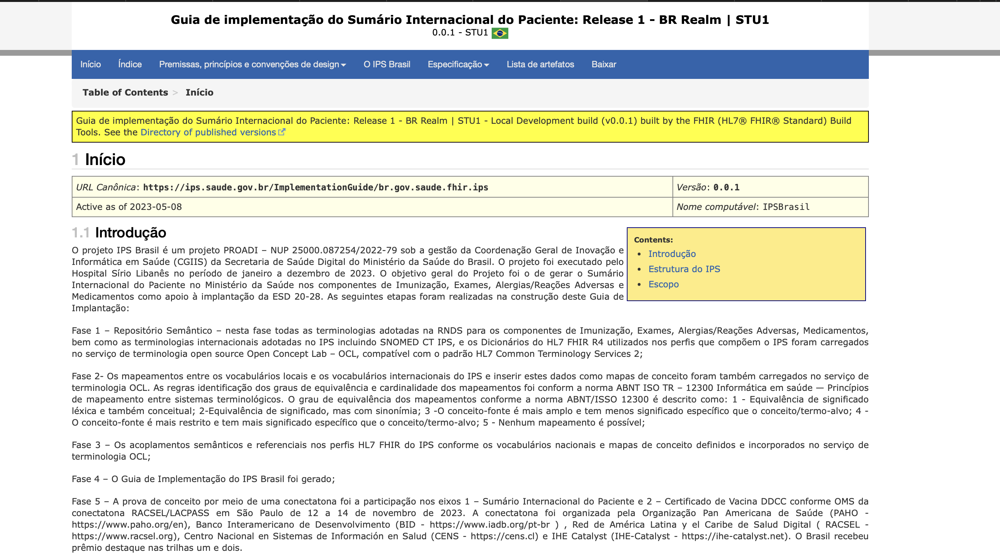 Guia de implementação do Sumário Internacional do Paciente: Release 1 - BR Realm | STU1
0.0.1 - STU1
Início Índice Premissas, princípios e convenções de design O IPS Brasil Especificação Lista de artefatos Baixar
Table of Contents > Início
Guia de implementação do Sumário Internacional do Paciente: Release 1 - BR Realm | STU1 - Local Development build (v0.0.1) built by the FHIR (HL7® FHIR® Standard) Build
Tools. See the Directory of published versions
1 Início
URL Canônica: https://ips.saude.gov.br/ImplementationGuide/br.gov.saude.fhir.ips Versão: 0.0.1
Active as of 2023-05-08 Nome computável: IPSBrasil
1.1 Introdução
O projeto IPS Brasil é um projeto PROADI – NUP 25000.087254/2022-79 sob a gestão da Coordenação Geral de Inovação e
Informática em Saúde (CGIIS) da Secretaria de Saúde Digital do Ministério da Saúde do Brasil. O projeto foi executado pelo
Hospital Sírio Libanês no período de janeiro a dezembro de 2023. O objetivo geral do Projeto foi o de gerar o Sumário
Internacional do Paciente no Ministério da Saúde nos componentes de Imunização, Exames, Alergias/Reações Adversas e
Medicamentos como apoio à implantação da ESD 20-28. As seguintes etapas foram realizadas na construção deste Guia de
Implantação:
Contents:
• Introdução
• Estrutura do IPS
• Escopo
Fase 1 – Repositório Semântico – nesta fase todas as terminologias adotadas na RNDS para os componentes de Imunização, Exames, Alergias/Reações Adversas, Medicamentos,
bem como as terminologias internacionais adotadas no IPS incluindo SNOMED CT IPS, e os Dicionários do HL7 FHIR R4 utilizados nos perfis que compõem o IPS foram carregados
no serviço de terminologia open source Open Concept Lab – OCL, compatível com o padrão HL7 Common Terminology Services 2;
Fase 2- Os mapeamentos entre os vocabulários locais e os vocabulários internacionais do IPS e inserir estes dados como mapas de conceito foram também carregados no serviço de
terminologia OCL. As regras identificação dos graus de equivalência e cardinalidade dos mapeamentos foi conform a norma ABNT ISO TR – 12300 Informática em saúde — Princípios
de mapeamento entre sistemas terminológicos. O grau de equivalência dos mapeamentos conforme a norma ABNT/ISSO 12300 é descrito como: 1 - Equivalência de significado
léxica e também conceitual; 2-Equivalência de significado, mas com sinonímia; 3 -O conceito-fonte é mais amplo e tem menos significado específico que o conceito/termo-alvo; 4 -
O conceito-fonte é mais restrito e tem mais significado específico que o conceito/termo-alvo; 5 - Nenhum mapeamento é possível;
Fase 3 – Os acoplamentos semânticos e referenciais nos perfis HL7 FHIR do IPS conforme os vocabulários nacionais e mapas de conceito definidos e incorporados no serviço de
terminologia OCL;
Fase 4 – O Guia de Implementação do IPS Brasil foi gerado;
Fase 5 – A prova de conceito por meio de uma conectatona foi a participação nos eixos 1 – Sumário Internacional do Paciente e 2 – Certificado de Vacina DDCC conforme OMS da
conectatona RACSEL/LACPASS em São Paulo de 12 a 14 de novembro de 2023. A conectatona foi organizada pela Organização Pan Americana de Saúde (PAHO -
https://www.paho.org/en), Banco Interamericano de Desenvolvimento (BID - https://www.iadb.org/pt-br ) , Red de América Latina y el Caribe de Salud Digital ( RACSEL -
https://www.racsel.org), Centro Nacional en Sistemas de Información en Salud (CENS - https://cens.cl) e IHE Catalyst (IHE-Catalyst - https://ihe-catalyst.net). O Brasil recebeu
prêmio destaque nas trilhas um e dois.